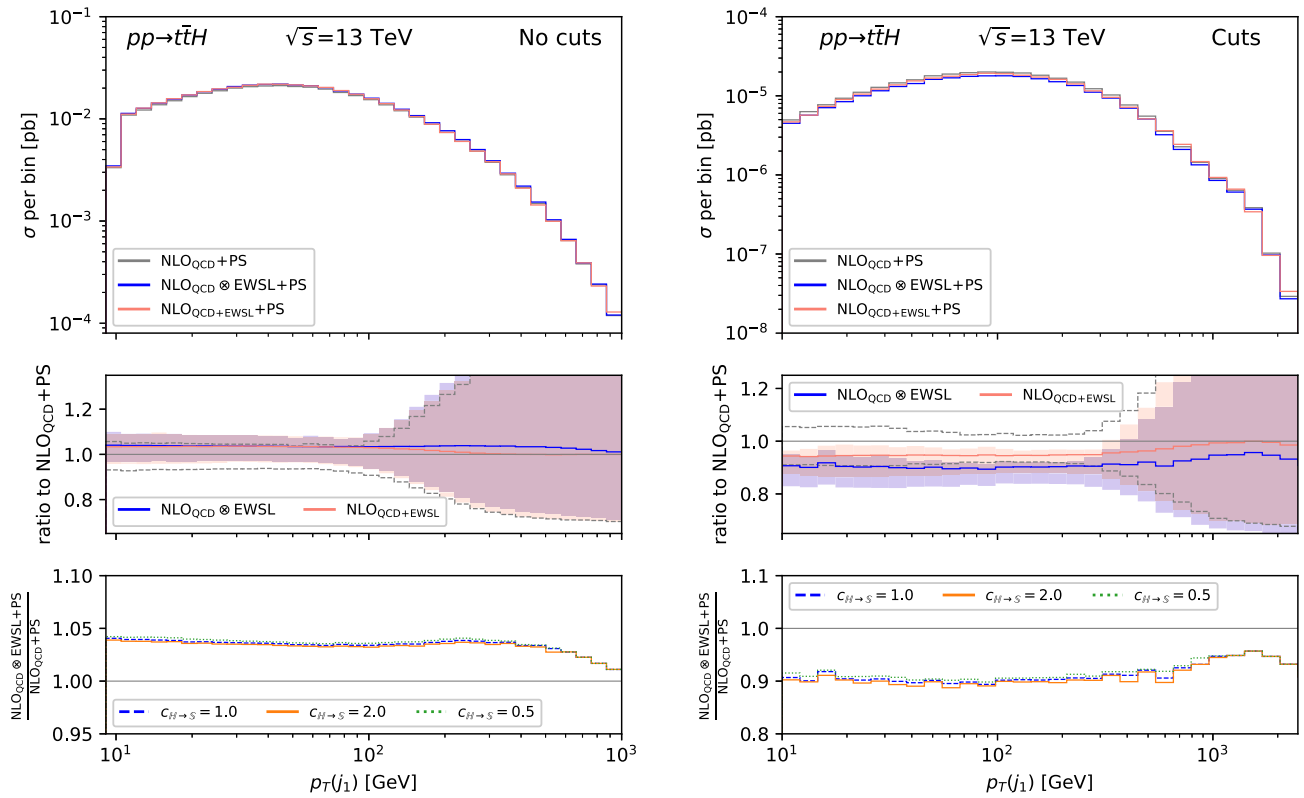 pp→tt̄H √s=13 TeV No cuts
σ per bin [pb]
10⁻¹
10⁻²
10⁻³
10⁻⁴
NLO_QCD+PS
NLO_QCD ⊗ EWSL+PS
NLO_QCD+EWSL+PS
ratio to NLO_QCD+PS
1.2
1.0
0.8
NLO_QCD ⊗ EWSL NLO_QCD+EWSL
NLO_QCD ⊗ EWSL+PS
NLO_QCD+PS
1.10
1.05
1.00
0.95
c_ℍ→𝕊 = 1.0 c_ℍ→𝕊 = 2.0 c_ℍ→𝕊 = 0.5
10¹ 10² 10³
p_T(j₁) [GeV]
pp→tt̄H √s=13 TeV Cuts
σ per bin [pb]
10⁻⁴
10⁻⁵
10⁻⁶
10⁻⁷
10⁻⁸
NLO_QCD+PS
NLO_QCD ⊗ EWSL+PS
NLO_QCD+EWSL+PS
ratio to NLO_QCD+PS
1.2
1.0
0.8
NLO_QCD ⊗ EWSL NLO_QCD+EWSL
NLO_QCD ⊗ EWSL+PS
NLO_QCD+PS
1.1
1.0
0.9
0.8
c_ℍ→𝕊 = 1.0 c_ℍ→𝕊 = 2.0 c_ℍ→𝕊 = 0.5
10¹ 10² 10³
p_T(j₁) [GeV]